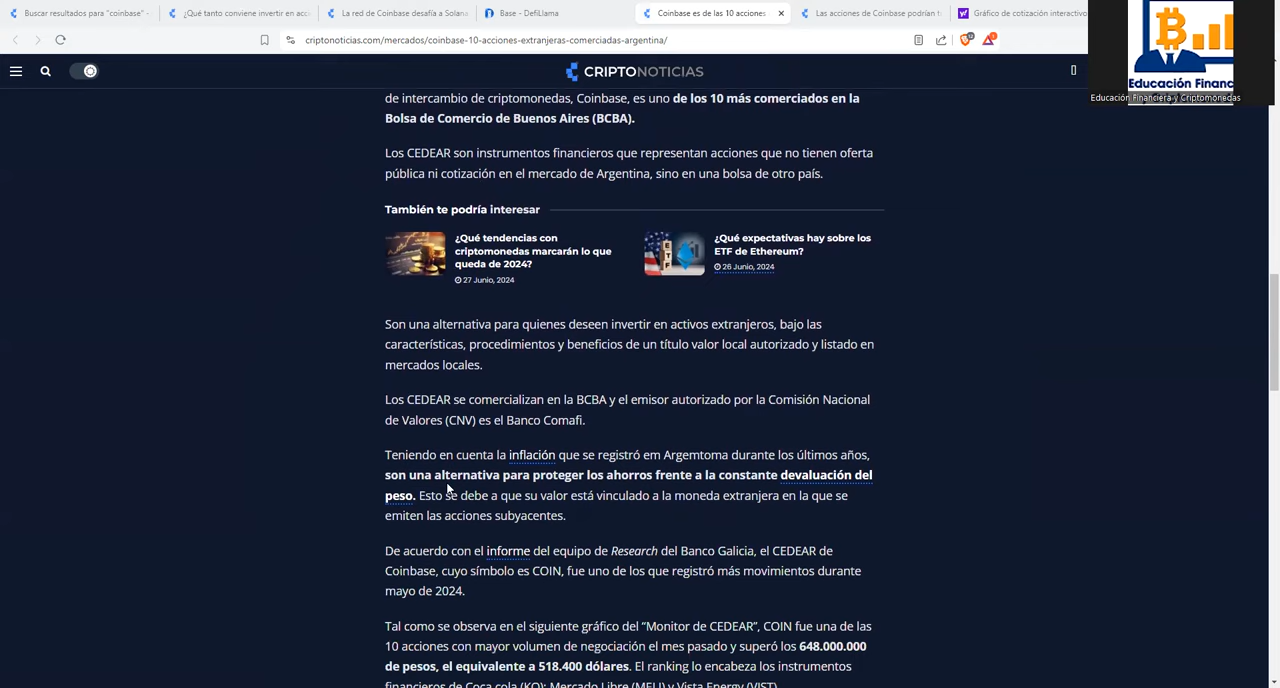 Buscar resultados para "coinbase" -
¿Qué tanto conviene invertir en acci
La red de Coinbase desafía a Solan
Base - DefiLlama
Coinbase es de las 10 acciones
Las acciones de Coinbase podrían t
Gráfico de cotización interactivo
criptonoticias.com/mercados/coinbase-10-acciones-extranjeras-comerciadas-argentina/
CRIPTONOTICIAS
Educación Financ
Educación Financiera y Criptomonedas
de intercambio de criptomonedas, Coinbase, es uno de los 10 más comerciados en la
Bolsa de Comercio de Buenos Aires (BCBA).
Los CEDEAR son instrumentos financieros que representan acciones que no tienen oferta
pública ni cotización en el mercado de Argentina, sino en una bolsa de otro país.
También te podría interesar
¿Qué tendencias con
criptomonedas marcarán lo que
queda de 2024?
27 Junio, 2024
¿Qué expectativas hay sobre los
ETF de Ethereum?
26 Junio, 2024
Son una alternativa para quienes deseen invertir en activos extranjeros, bajo las
características, procedimientos y beneficios de un título valor local autorizado y listado en
mercados locales.
Los CEDEAR se comercializan en la BCBA y el emisor autorizado por la Comisión Nacional
de Valores (CNV) es el Banco Comafi.
Teniendo en cuenta la inflación que se registró em Argemtoma durante los últimos años,
son una alternativa para proteger los ahorros frente a la constante devaluación del
peso. Esto se debe a que su valor está vinculado a la moneda extranjera en la que se
emiten las acciones subyacentes.
De acuerdo con el informe del equipo de Research del Banco Galicia, el CEDEAR de
Coinbase, cuyo símbolo es COIN, fue uno de los que registró más movimientos durante
mayo de 2024.
Tal como se observa en el siguiente gráfico del "Monitor de CEDEAR", COIN fue una de las
10 acciones con mayor volumen de negociación el mes pasado y superó los 648.000.000
de pesos, el equivalente a 518.400 dólares. El ranking lo encabeza los instrumentos
financieros de Coca cola (KO); Mercado Libre (MELI) y Vista Energy (VIST).